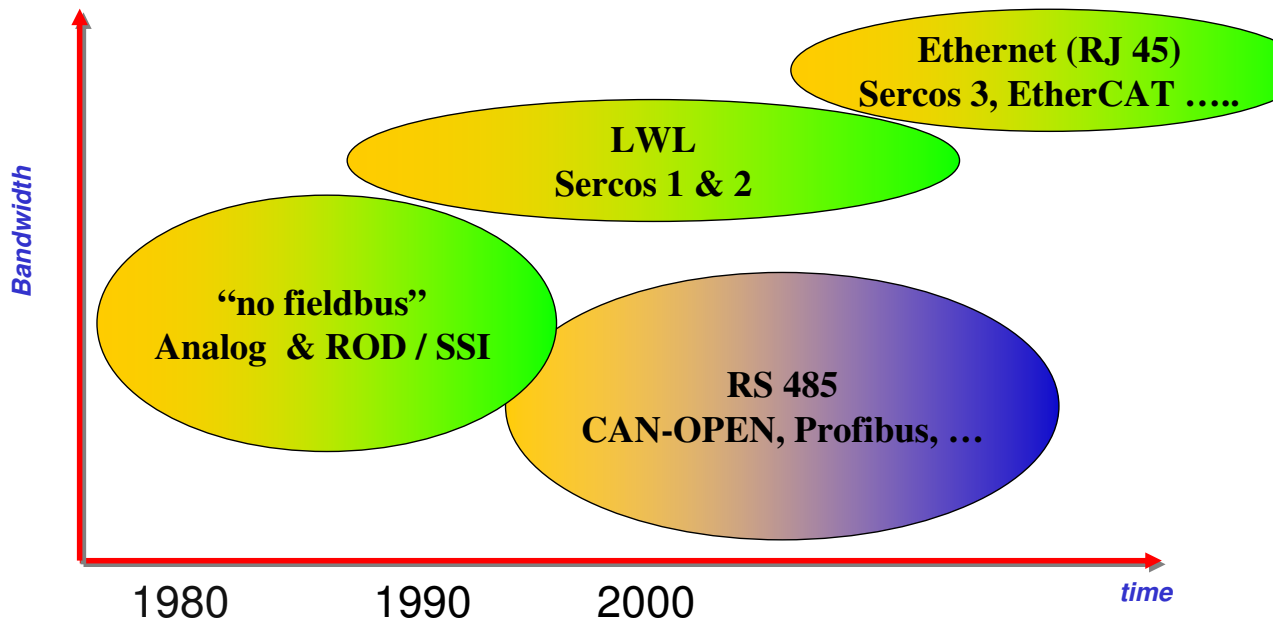 Ethernet (RJ 45)
Sercos 3, EtherCAT …..
LWL
Sercos 1 & 2
Bandwidth
“no fieldbus”
Analog & ROD / SSI
RS 485
CAN-OPEN, Profibus, …
time
1980 1990 2000